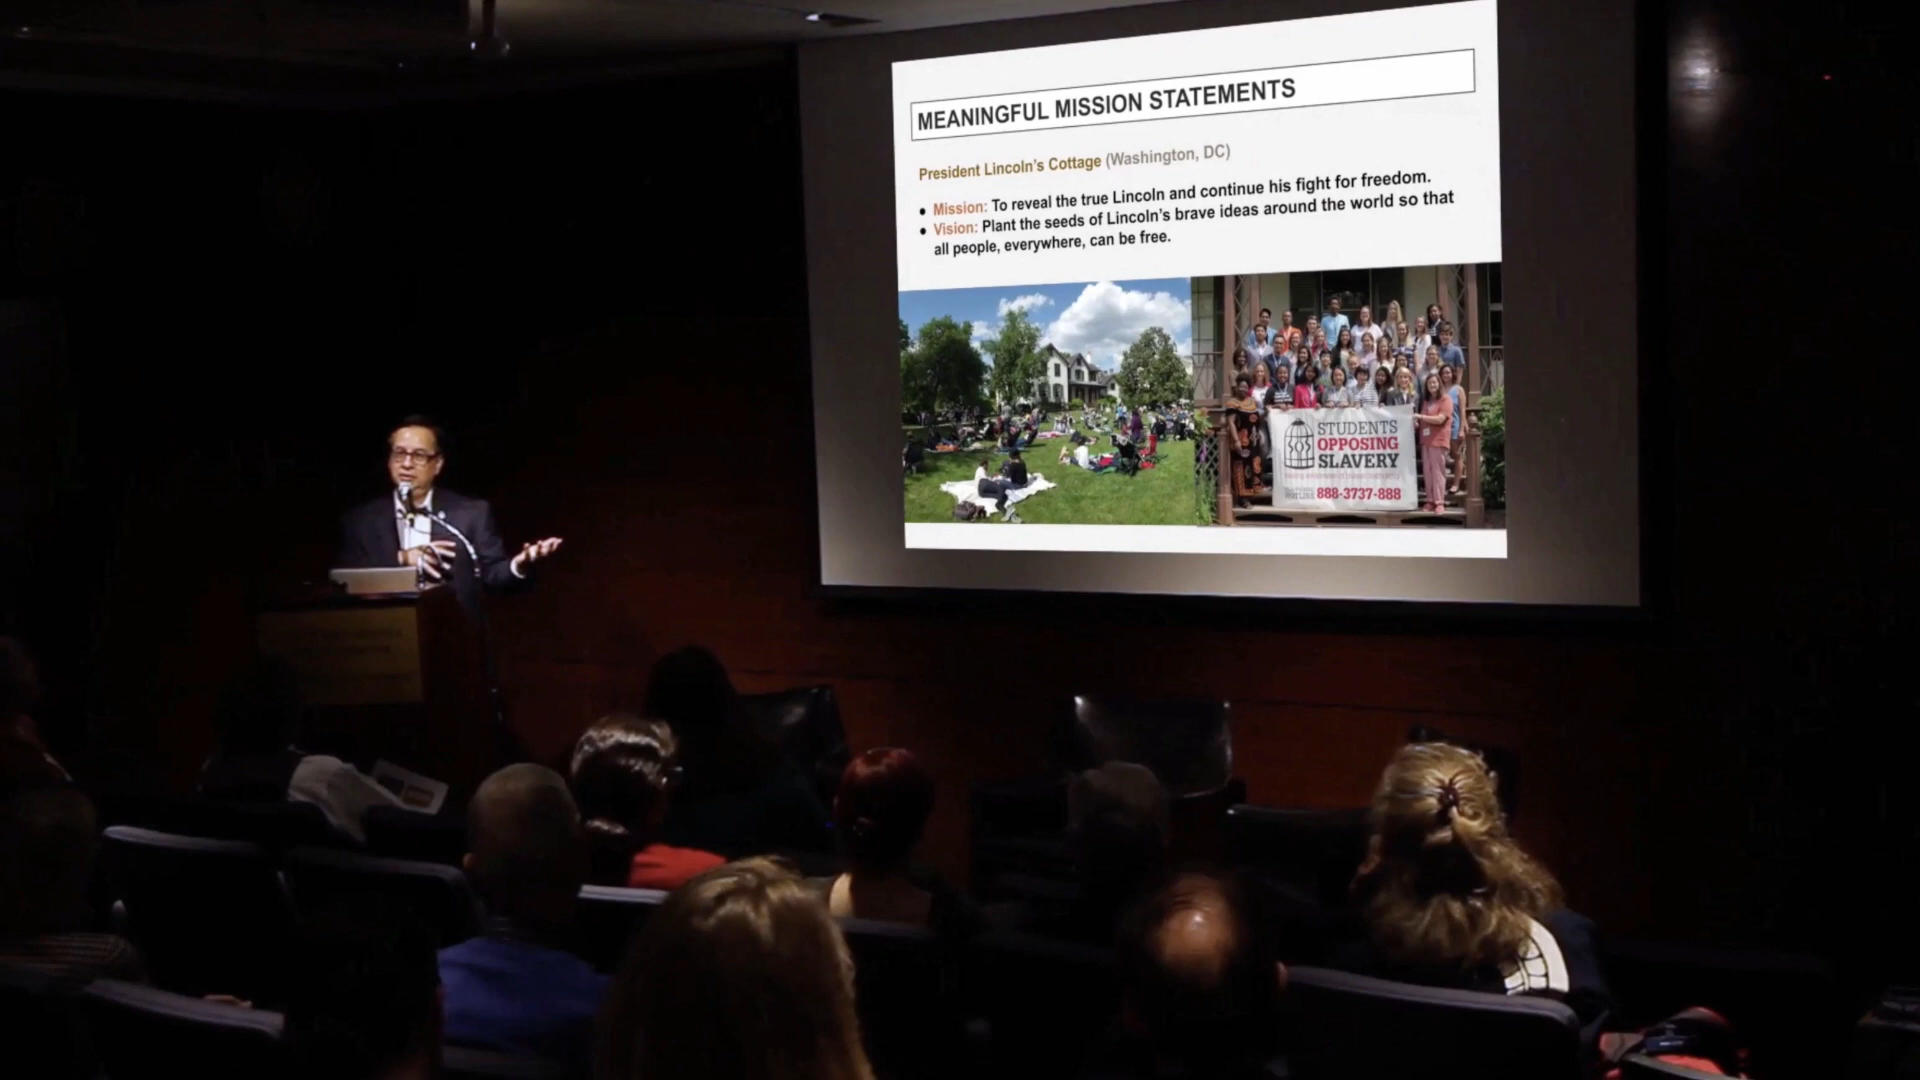 MEANINGFUL MISSION STATEMENTS
President Lincoln's Cottage (Washington, DC)
● Mission: To reveal the true Lincoln and continue his fight for freedom.
● Vision: Plant the seeds of Lincoln's brave ideas around the world so that
all people, everywhere, can be free.
STUDENTS
OPPOSING
SLAVERY
HOTLINE 888-3737-888